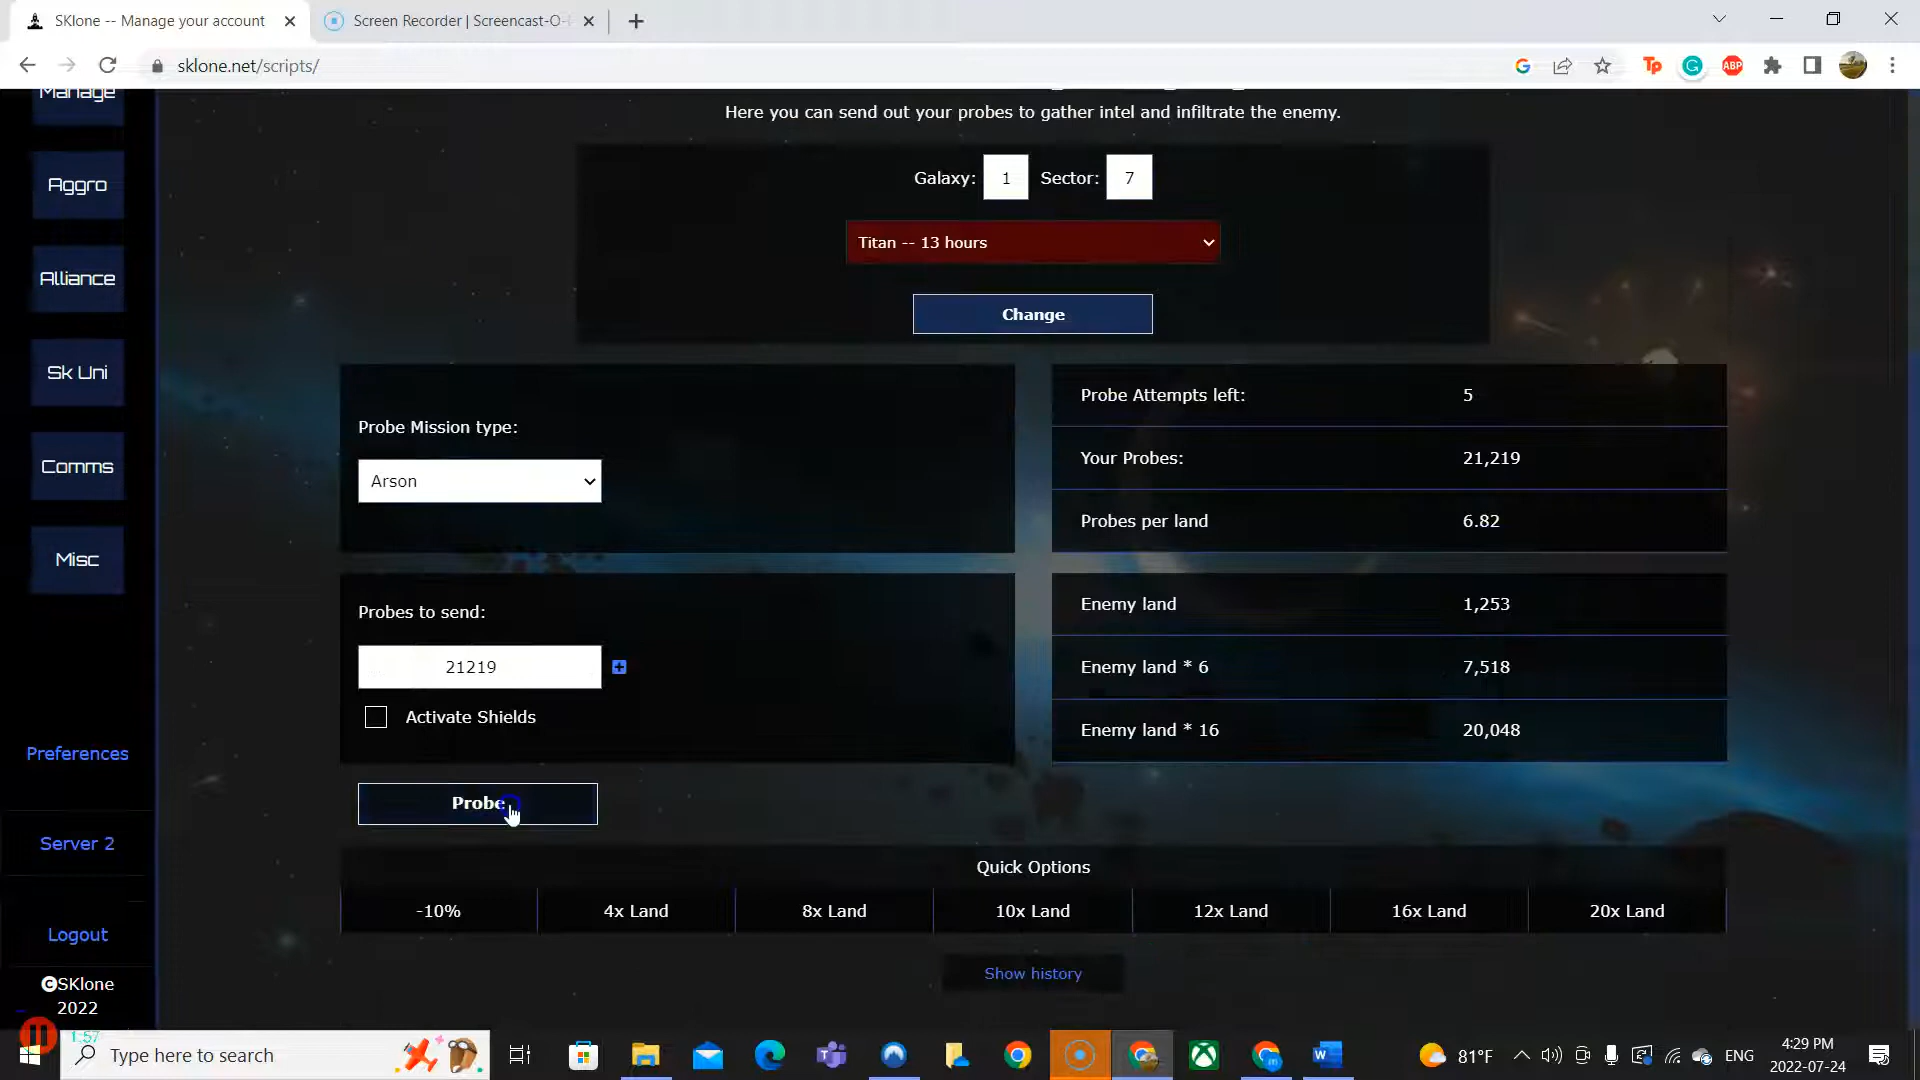 SKlone -- Manage your account
Screen Recorder | Screencast-O-
sklone.net/scripts/
Tp
ABP
Manage
Aggro
Alliance
Sk Uni
Comms
Misc
Preferences
Server 2
Logout
©SKlone
2022
Here you can send out your probes to gather intel and infiltrate the enemy.
Galaxy: 1 Sector: 7
Titan -- 13 hours
Change
Probe Mission type:
Arson
Probe Attempts left: 5
Your Probes: 21,219
Probes per land 6.82
Probes to send:
21219
Activate Shields
Enemy land 1,253
Enemy land * 6 7,518
Enemy land * 16 20,048
Probe
Quick Options
-10% 4x Land 8x Land 10x Land 12x Land 16x Land 20x Land
Show history
1:57
Type here to search
81°F
ENG
4:29 PM
2022-07-24